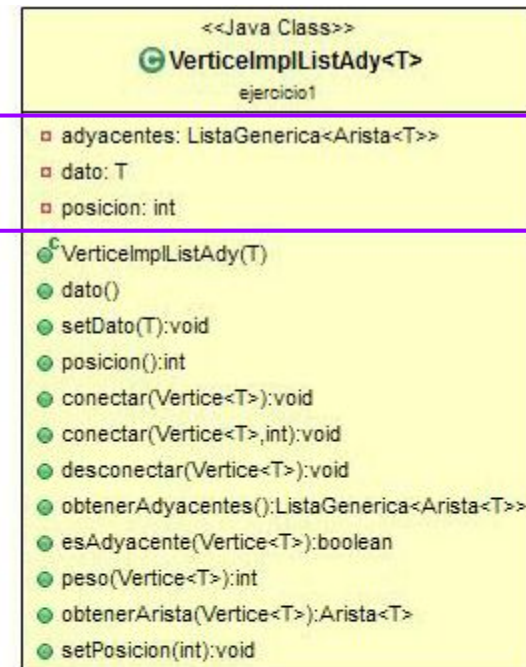 <<Java Class>>
VerticeImplListAdy<T>
ejercicio1
adyacentes: ListaGenerica<Arista<T>>
dato: T
posicion: int
VerticeImplListAdy(T)
dato()
setDato(T):void
posicion():int
conectar(Vertice<T>):void
conectar(Vertice<T>,int):void
desconectar(Vertice<T>):void
obtenerAdyacentes():ListaGenerica<Arista<T>>
esAdyacente(Vertice<T>):boolean
peso(Vertice<T>):int
obtenerArista(Vertice<T>):Arista<T>
setPosicion(int):void